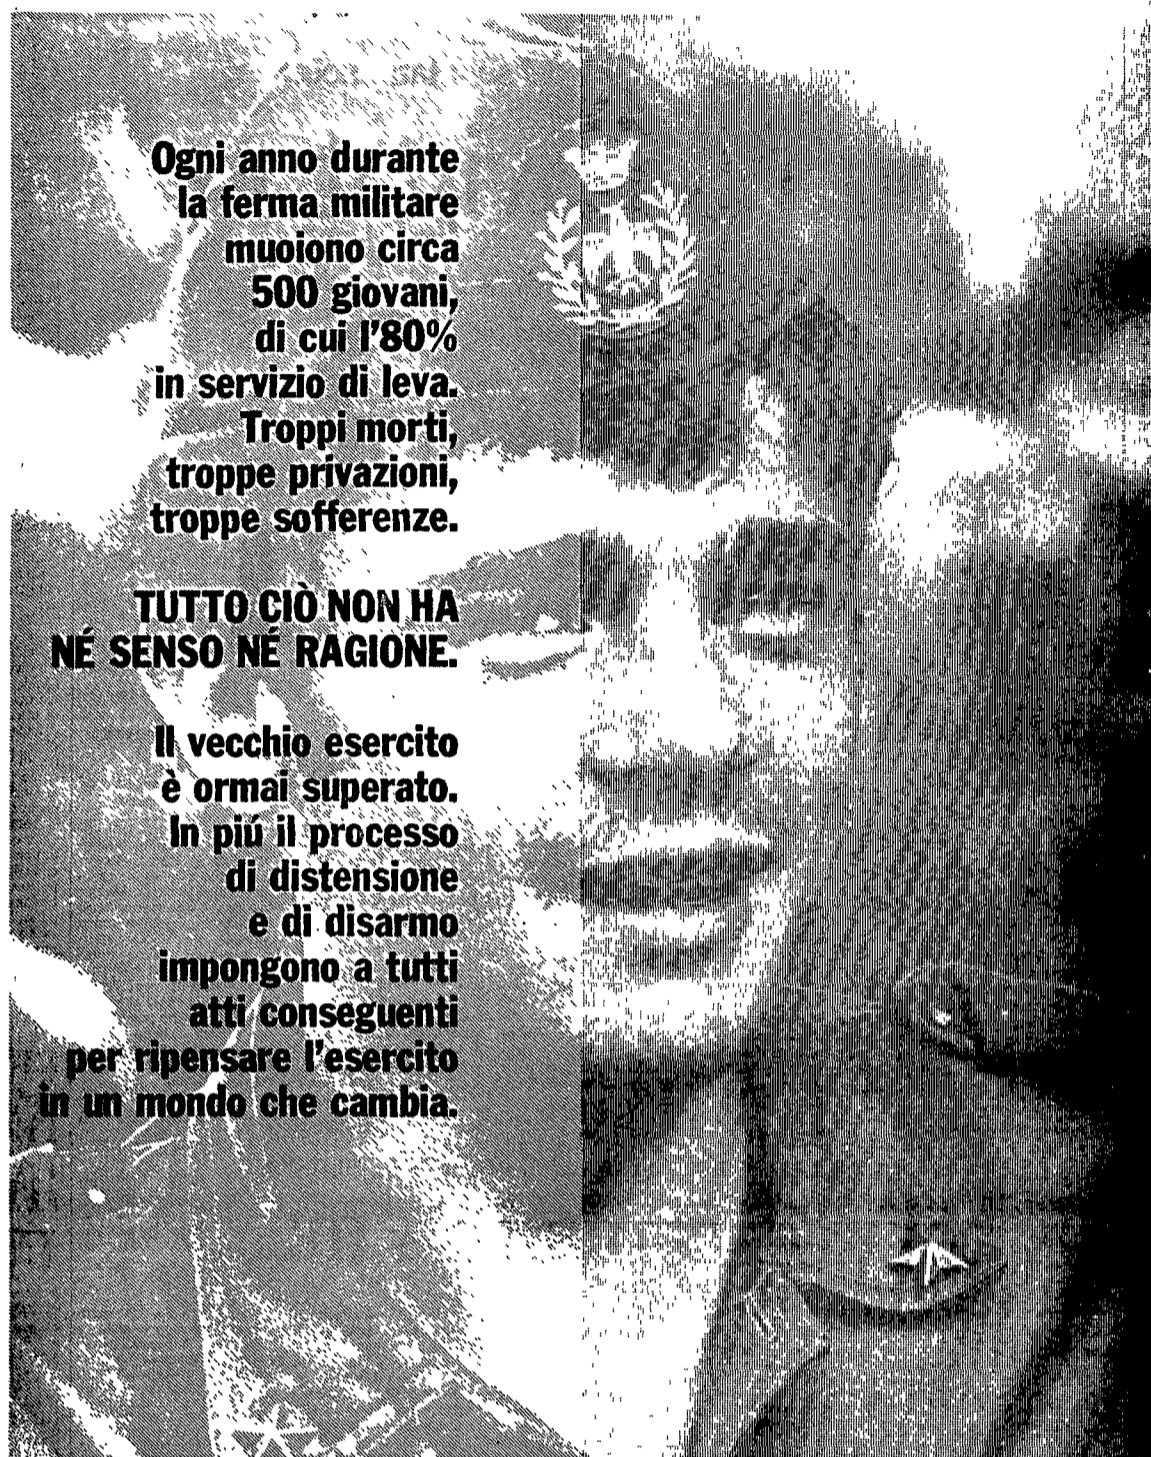 Ogni anno durante
la ferma militare
muoiono circa
500 giovani,
di cui l'80%
in servizio di leva.
Troppi morti,
troppe privazioni,
troppe sofferenze.
TUTTO CIÒ NON HA
NÉ SENSO NÉ RAGIONE.
Il vecchio esercito
è ormai superato.
In piú il processo
di distensione
e di disarmo
impongono a tutti
atti conseguenti
per ripensare l'esercito
in un mondo che cambia.